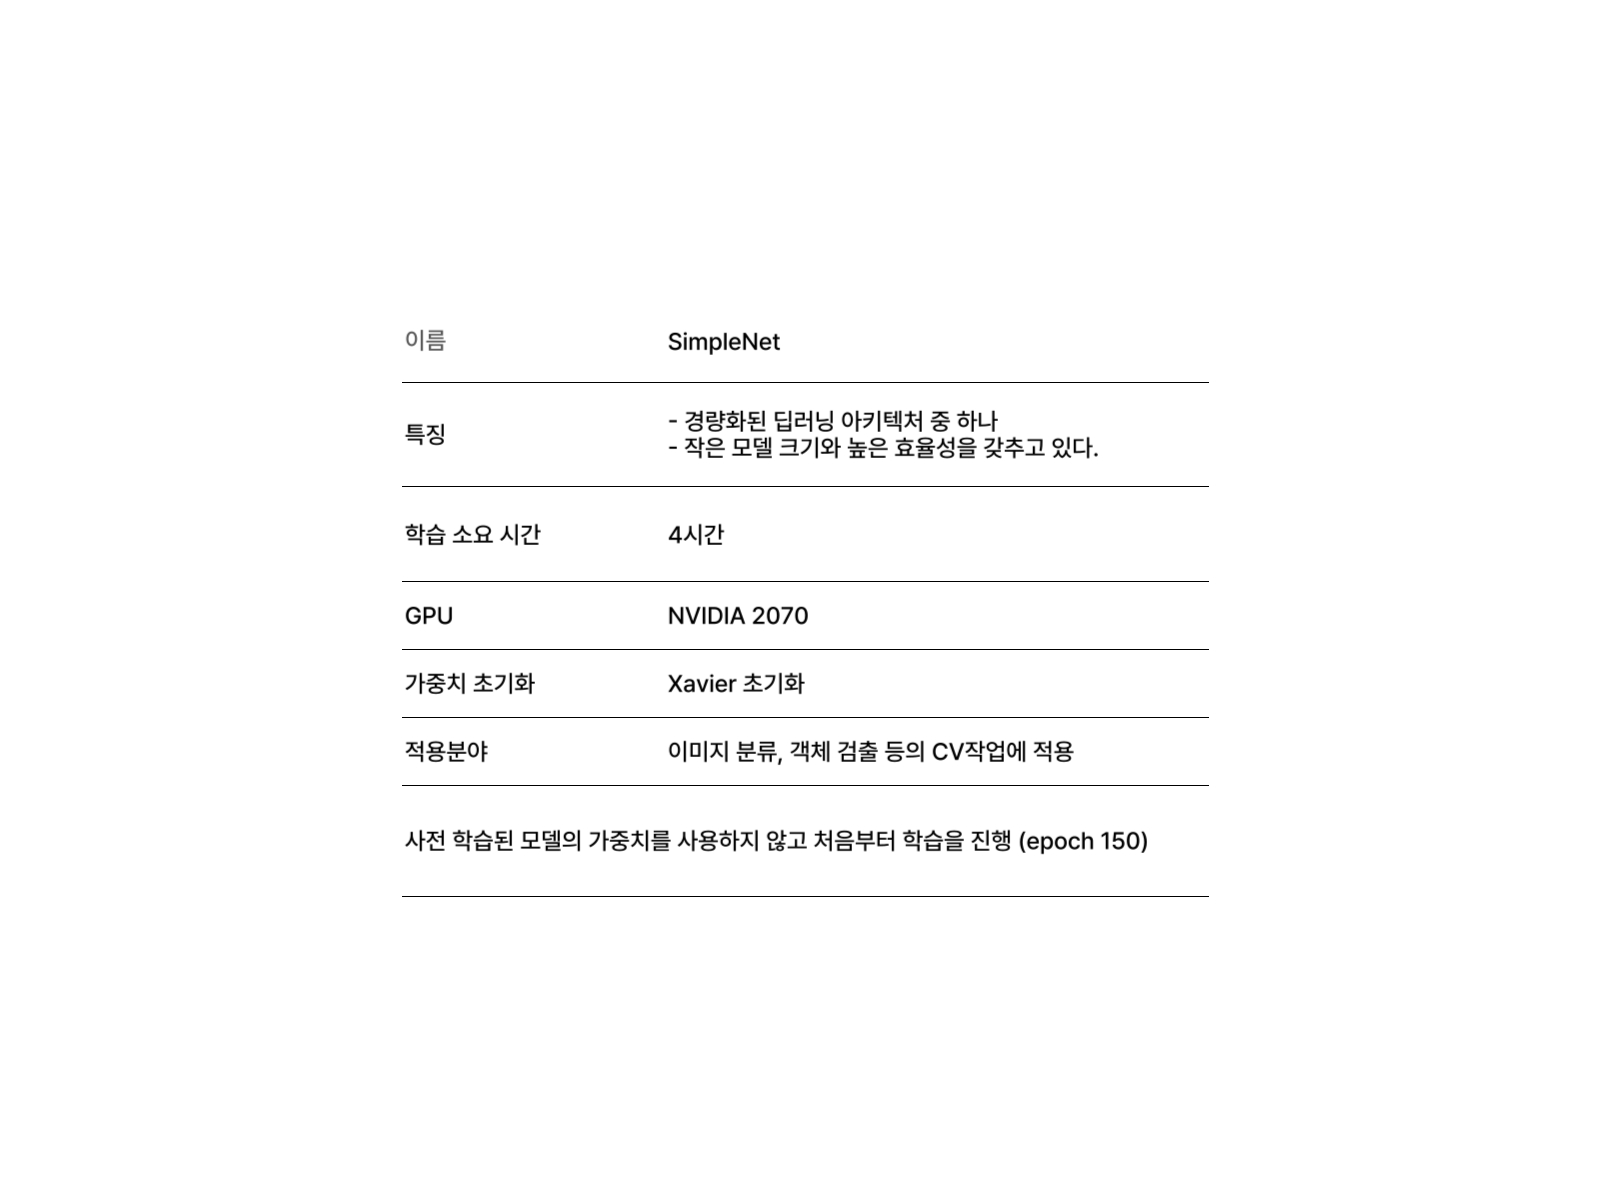 이름 SimpleNet
특징
- 경량화된 딥러닝 아키텍처 중 하나
- 작은 모델 크기와 높은 효율성을 갖추고 있다.
학습 소요 시간 4시간
GPU NVIDIA 2070
가중치 초기화 Xavier 초기화
적용분야 이미지 분류, 객체 검출 등의 CV작업에 적용
사전 학습된 모델의 가중치를 사용하지 않고 처음부터 학습을 진행 (epoch 150)